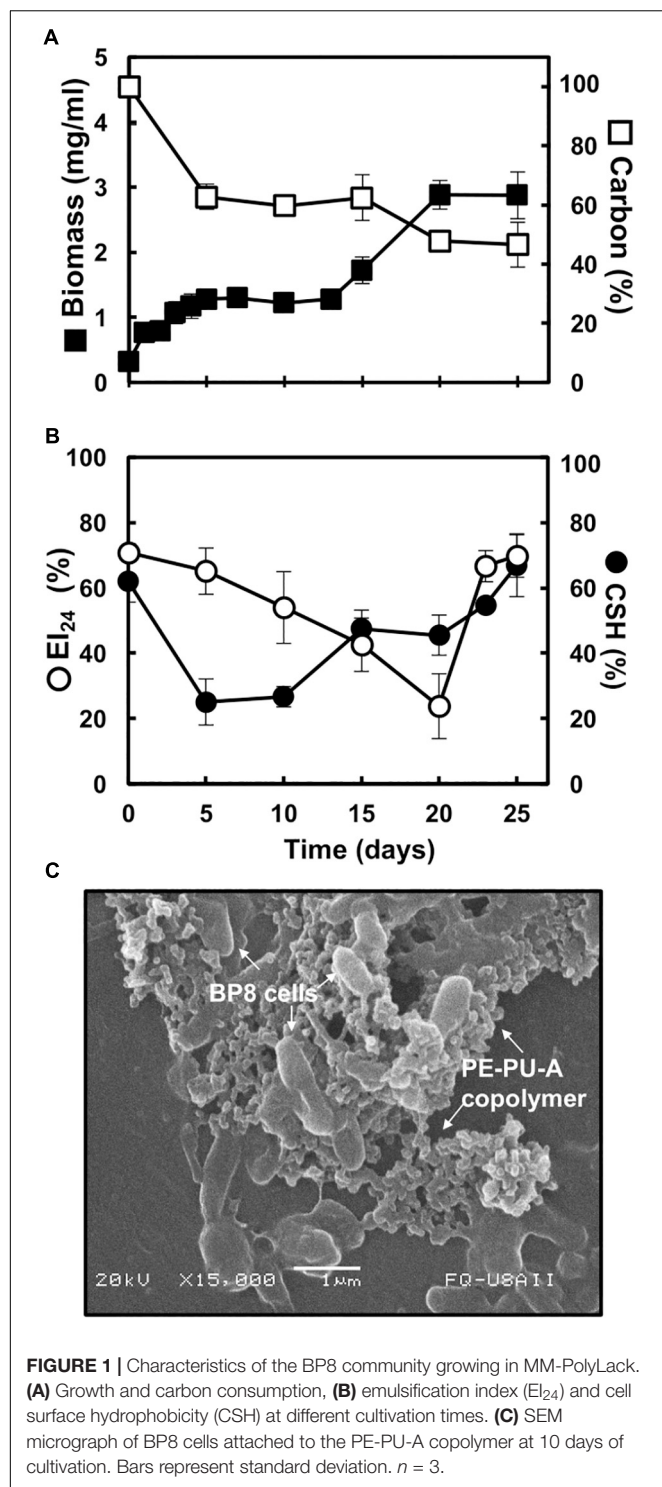 A
5
4
3
2
1
0
Biomass (mg/ml)
100
80
60
40
20
0
Carbon (%)
B
100
80
60
40
20
0
EI24 (%)
100
80
60
40
20
0
CSH (%)
0 5 10 15 20 25
Time (days)
C
BP8 cells
PE-PU-A
copolymer
20kV X15,000 1μm FQ-USAII
FIGURE 1 | Characteristics of the BP8 community growing in MM-PolyLack.
(A) Growth and carbon consumption, (B) emulsification index (EI24) and cell
surface hydrophobicity (CSH) at different cultivation times. (C) SEM
micrograph of BP8 cells attached to the PE-PU-A copolymer at 10 days of
cultivation. Bars represent standard deviation. n = 3.